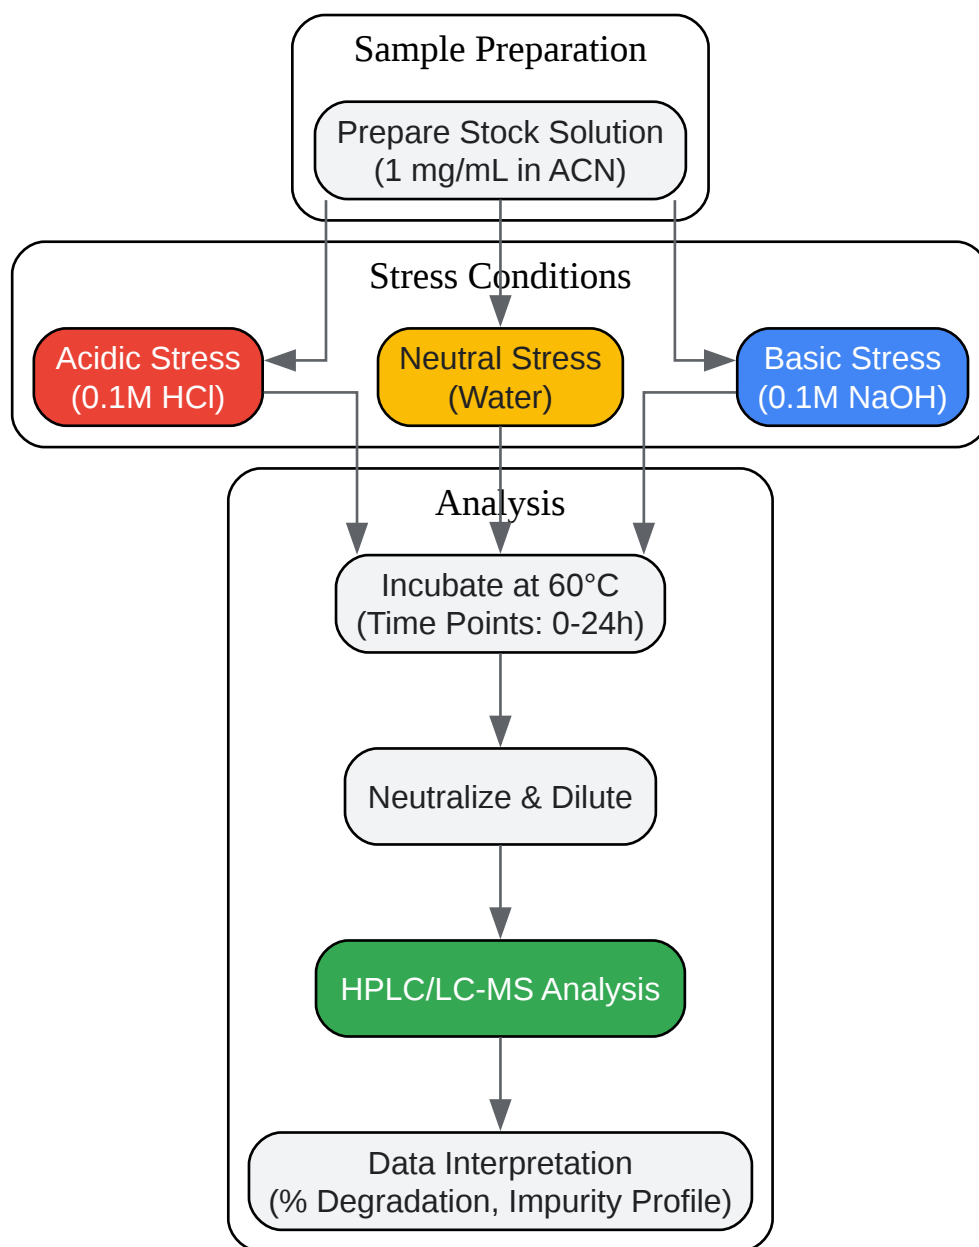 Sample Preparation
Prepare Stock Solution
(1 mg/mL in ACN)
Stress Conditions
Acidic Stress
(0.1M HCl)
Neutral Stress
(Water)
Basic Stress
(0.1M NaOH)
Analysis
Incubate at 60°C
(Time Points: 0-24h)
Neutralize & Dilute
HPLC/LC-MS Analysis
Data Interpretation
(% Degradation, Impurity Profile)